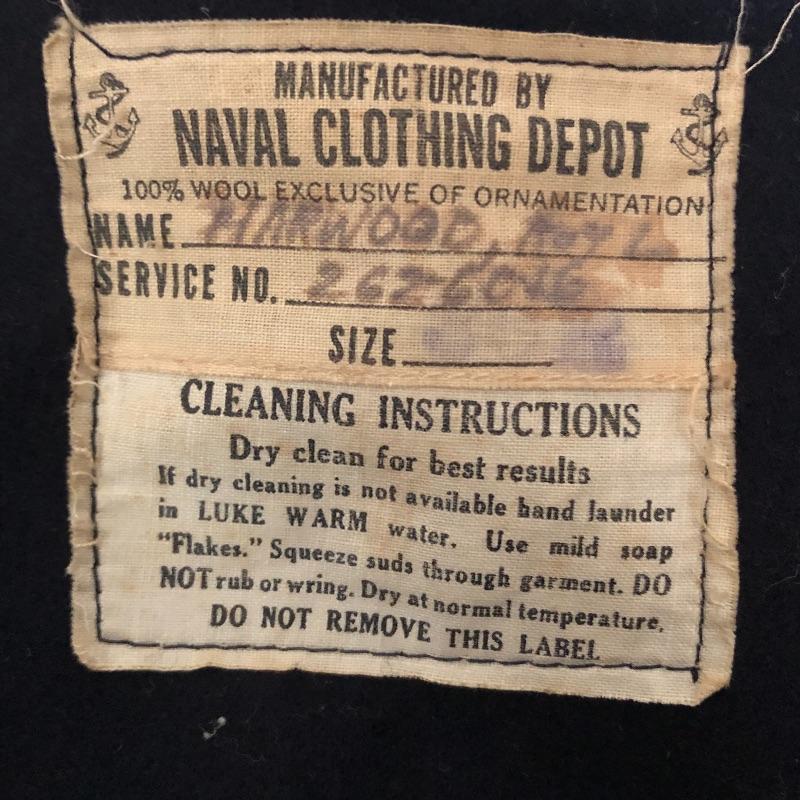 MANUFACTURED BY
NAVAL CLOTHING DEPOT
100% WOOL EXCLUSIVE OF ORNAMENTATION
NAME HARWOOD,
SERVICE NO.
SIZE
CLEANING INSTRUCTIONS
Dry clean for best results
If dry cleaning is not available hand launder
in LUKE WARM water. Use mild soap
"Flakes." Squeeze suds through garment. DO
NOT rub or wring. Dry at normal temperature.
DO NOT REMOVE THIS LABEL